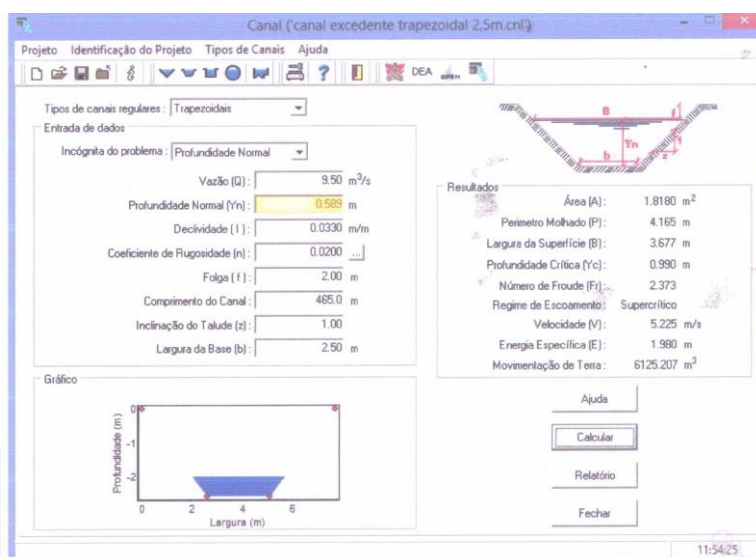 Canal ('canal excedente trapezoidal 2,5m.cnl')
Projeto Identificação do Projeto Tipos de Canais Ajuda
DEA
Tipos de canais regulares : Trapezoidais
Entrada de dados
Incógnita do problema : Profundidade Normal
Vazão (Q) : 9.50 m³/s
Profundidade Normal (Yn) : 0.589 m
Declividade ( I ) : 0.0330 m/m
Coeficiente de Rugosidade (n) : 0.0200 ...
Folga ( f ) : 2.00 m
Comprimento do Canal : 465.0 m
Inclinação do Talude (z) : 1.00
Largura da Base (b) : 2.50 m
B
f
Yn
1
z
b
Resultados
Área (A) : 1.8180 m²
Perimetro Molhado (P) : 4.165 m
Largura da Superfície (B) : 3.677 m
Profundidade Crítica (Yc) : 0.990 m
Número de Froude (Fr) : 2.373
Regime de Escoamento : Supercrítico
Velocidade (V) : 5.225 m/s
Energia Específica (E) : 1.980 m
Movimentação de Terra : 6125.207 m³
Gráfico
Profundidade (m)
0
-1
-2
0 2 4 6
Largura (m)
Ajuda
Calcular
Relatório
Fechar
11:54:25